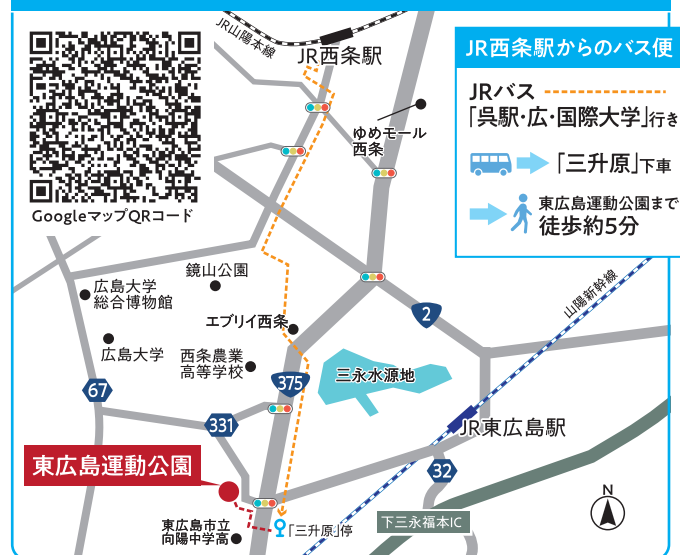 JR山陽本線
JR西条駅
JR西条駅からのバス便
JRバス
「呉駅・広・国際大学」行き
「三升原」下車
東広島運動公園まで
徒歩約5分
ゆめモール
西条
GoogleマップQRコード
鏡山公園
広島大学
総合博物館
エブリイ西条
広島大学
西条農業
高等学校
山陽新幹線
2
三永水源地
67
375
331
JR東広島駅
32
東広島運動公園
東広島市立
向陽中学高
「三升原」停
下三永福本IC
N